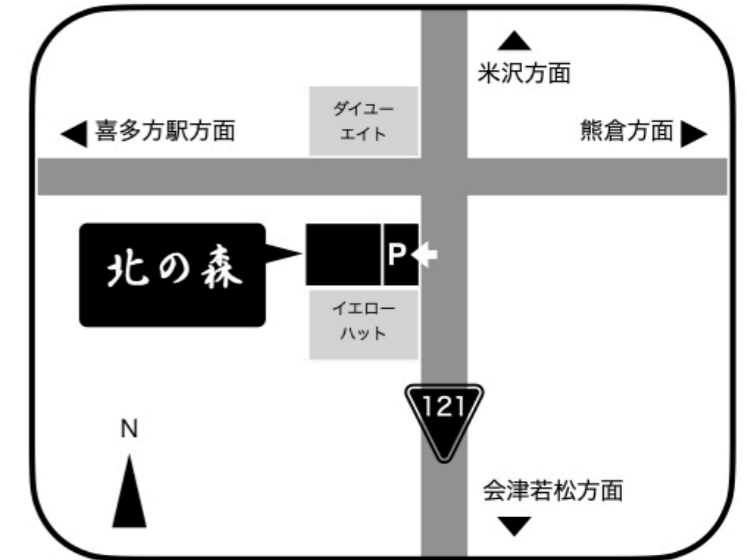 米沢方面
ダイユー
エイト
喜多方駅方面
熊倉方面
北の森
P
イエロー
ハット
121
N
会津若松方面